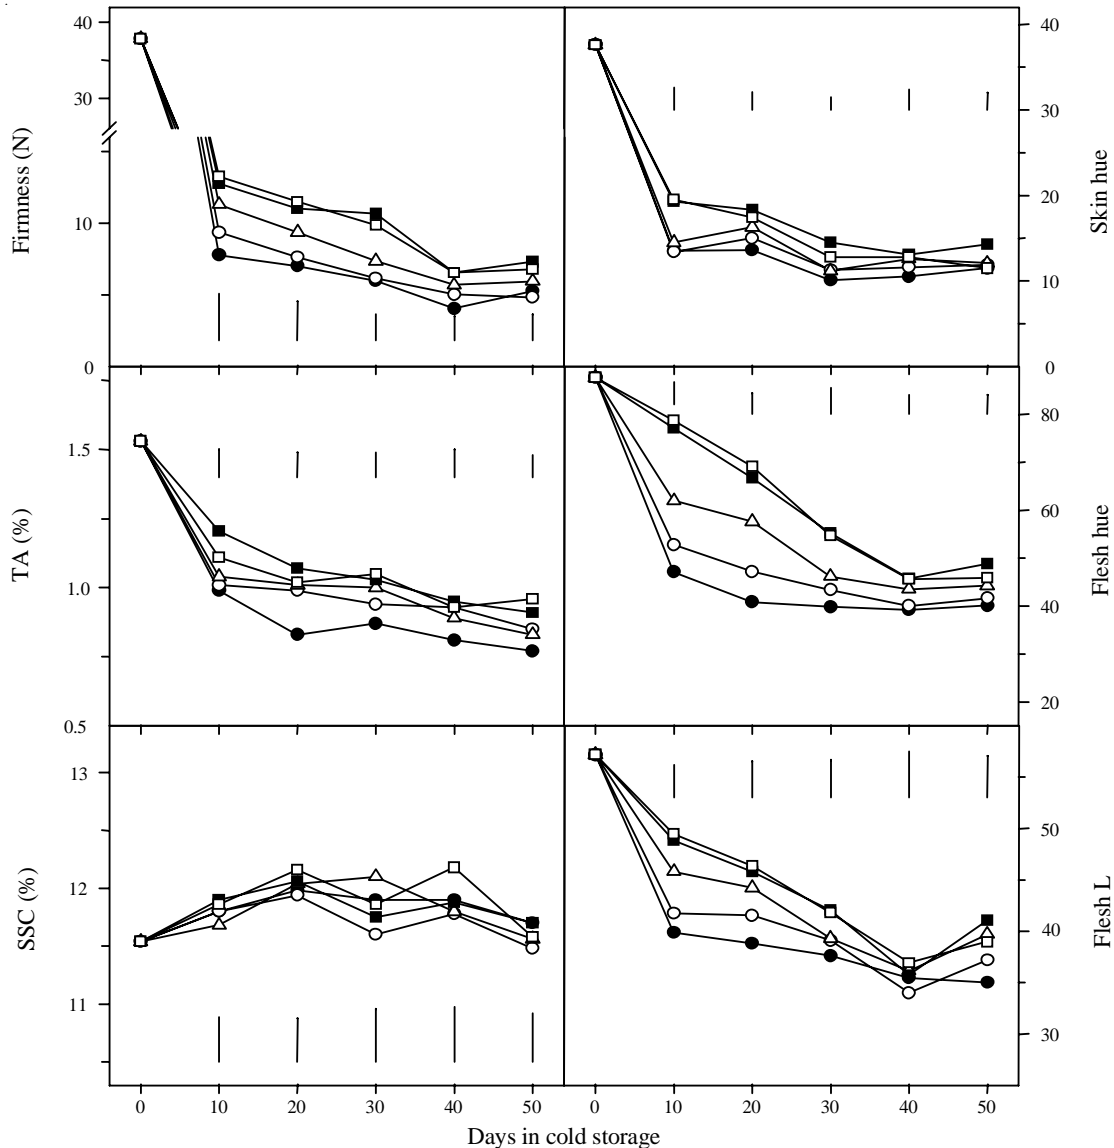 40
30
10
0
Firmness (N)
40
30
20
10
0
Skin hue
1.5
1.0
0.5
TA (%)
80
60
40
20
Flesh hue
13
12
11
SSC (%)
50
40
30
Flesh L
0 10 20 30 40 50 0 10 20 30 40 50
Days in cold storage